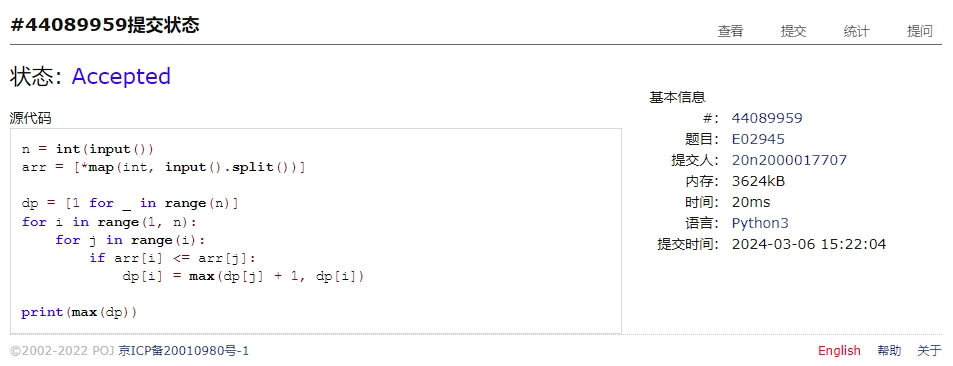 #44089959提交状态
查看 提交 统计 提问
状态: Accepted
源代码
n = int(input())
arr = [*map(int, input().split())]
dp = [1 for _ in range(n)]
for i in range(1, n):
    for j in range(i):
        if arr[i] <= arr[j]:
            dp[i] = max(dp[j] + 1, dp[i])
print(max(dp))
基本信息
#: 44089959
题目: E02945
提交人: 20n2000017707
内存: 3624kB
时间: 20ms
语言: Python3
提交时间: 2024-03-06 15:22:04
©2002-2022 POJ 京ICP备20010980号-1
English 帮助 关于